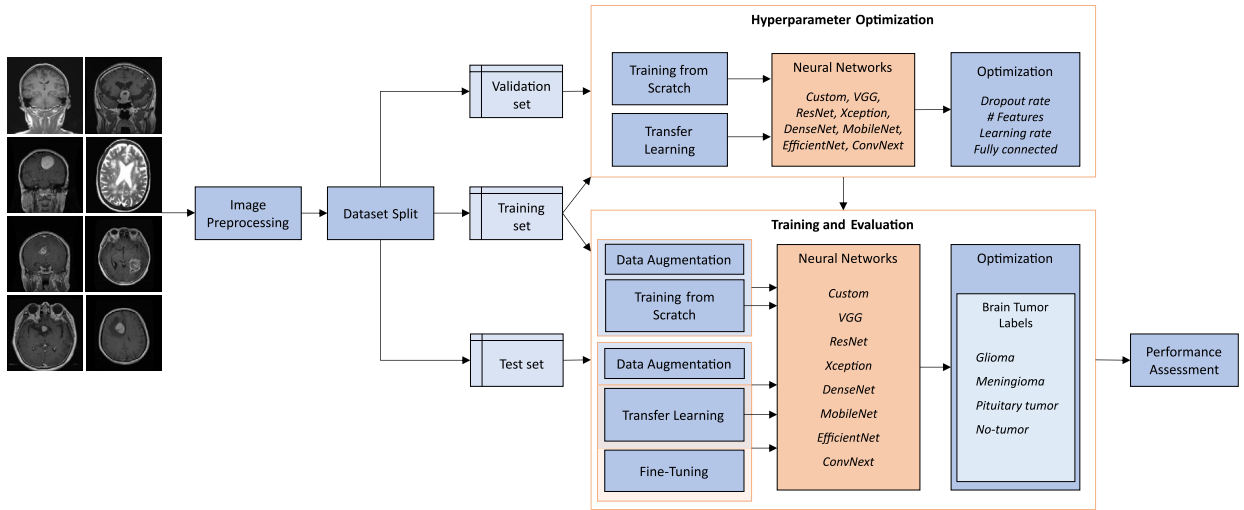 Hyperparameter Optimization
Training from
Scratch
Transfer
Learning
Neural Networks
Custom, VGG,
ResNet, Xception,
DenseNet, MobileNet,
EfficientNet, ConvNext
Optimization
Dropout rate
# Features
Learning rate
Fully connected
Validation
set
Image
Preprocessing
Dataset Split
Training
set
Test set
Training and Evaluation
Data Augmentation
Training from
Scratch
Data Augmentation
Transfer Learning
Fine-Tuning
Neural Networks
Custom
VGG
ResNet
Xception
DenseNet
MobileNet
EfficientNet
ConvNext
Optimization
Brain Tumor
Labels
Glioma
Meningioma
Pituitary tumor
No-tumor
Performance
Assessment